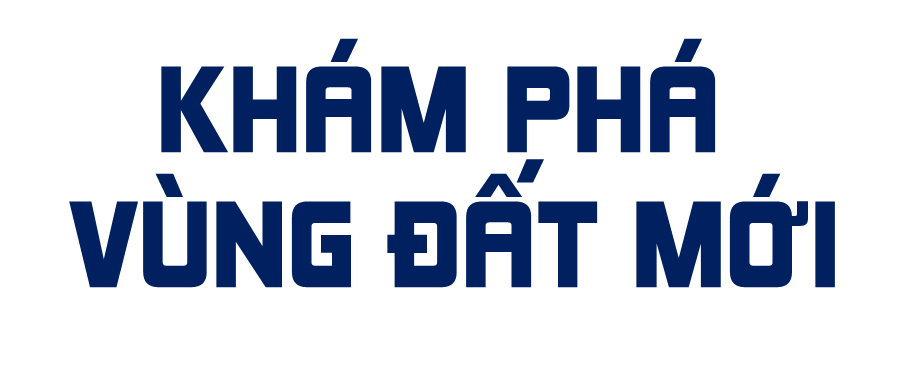 KHÁM PHÁ
VÙNG ĐẤT MỚI